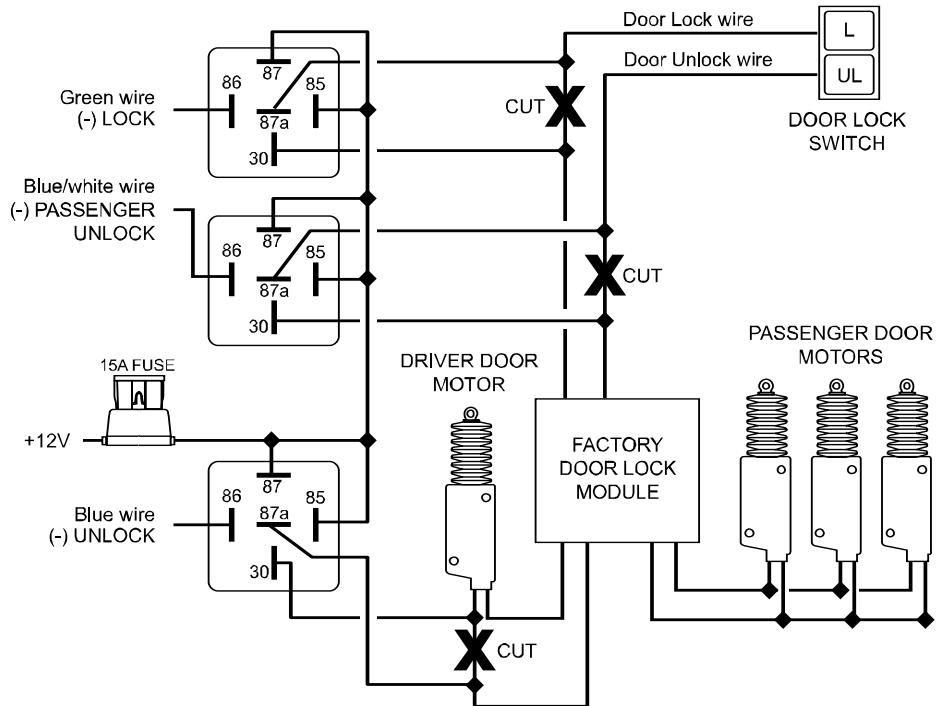 Door Lock wire
L
Door Unlock wire
UL
DOOR LOCK
SWITCH
CUT
87
86
85
87a
30
Green wire
(-) LOCK
Blue/white wire
(-) PASSENGER
UNLOCK
87
86
85
87a
30
CUT
15A FUSE
+12V
DRIVER DOOR
MOTOR
PASSENGER DOOR
MOTORS
FACTORY
DOOR LOCK
MODULE
87
86
85
87a
30
Blue wire
(-) UNLOCK
CUT